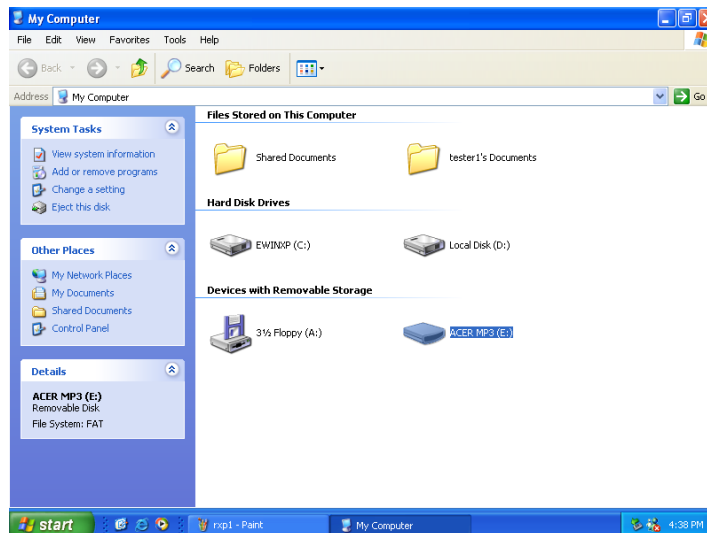 My Computer
File Edit View Favorites Tools Help
Back Search Folders
Address My Computer Go
System Tasks
View system information
Add or remove programs
Change a setting
Eject this disk
Other Places
My Network Places
My Documents
Shared Documents
Control Panel
Details
ACER MP3 (E:)
Removable Disk
File System: FAT
Files Stored on This Computer
Shared Documents tester1's Documents
Hard Disk Drives
EWINXP (C:) Local Disk (D:)
Devices with Removable Storage
3½ Floppy (A:) ACER MP3 (E:)
start rxp1 - Paint My Computer 4:38 PM